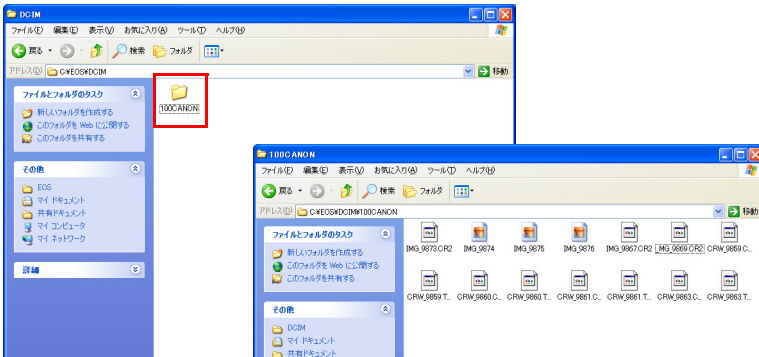 DCIM
ファイル(F) 編集(E) 表示(V) お気に入り(A) ツール(T) ヘルプ(H)
戻る 検索 フォルダ
アドレス(D) C:¥EOS¥DCIM 移動
ファイルとフォルダのタスク
新しいフォルダを作成する
このフォルダを Web に公開する
このフォルダを共有する
その他
EOS
マイ ドキュメント
共有ドキュメント
マイ コンピュータ
マイ ネットワーク
詳細
100CANON
100CANON
ファイル(F) 編集(E) 表示(V) お気に入り(A) ツール(T) ヘルプ(H)
戻る 検索 フォルダ
アドレス(D) C:¥EOS¥DCIM¥100CANON 移動
ファイルとフォルダのタスク
新しいフォルダを作成する
このフォルダを Web に公開する
このフォルダを共有する
その他
DCIM
マイ ドキュメント
共有ドキュメント
IMG_9873.CR2 IMG_9874 IMG_9875 IMG_9876 IMG_9867.CR2 _MG_9869.CR2 CRW_9859.C...
CRW_9859.T... CRW_9860.C... CRW_9860.T... CRW_9861.C... CRW_9861.T... CRW_9863.C... CRW_9863.T...